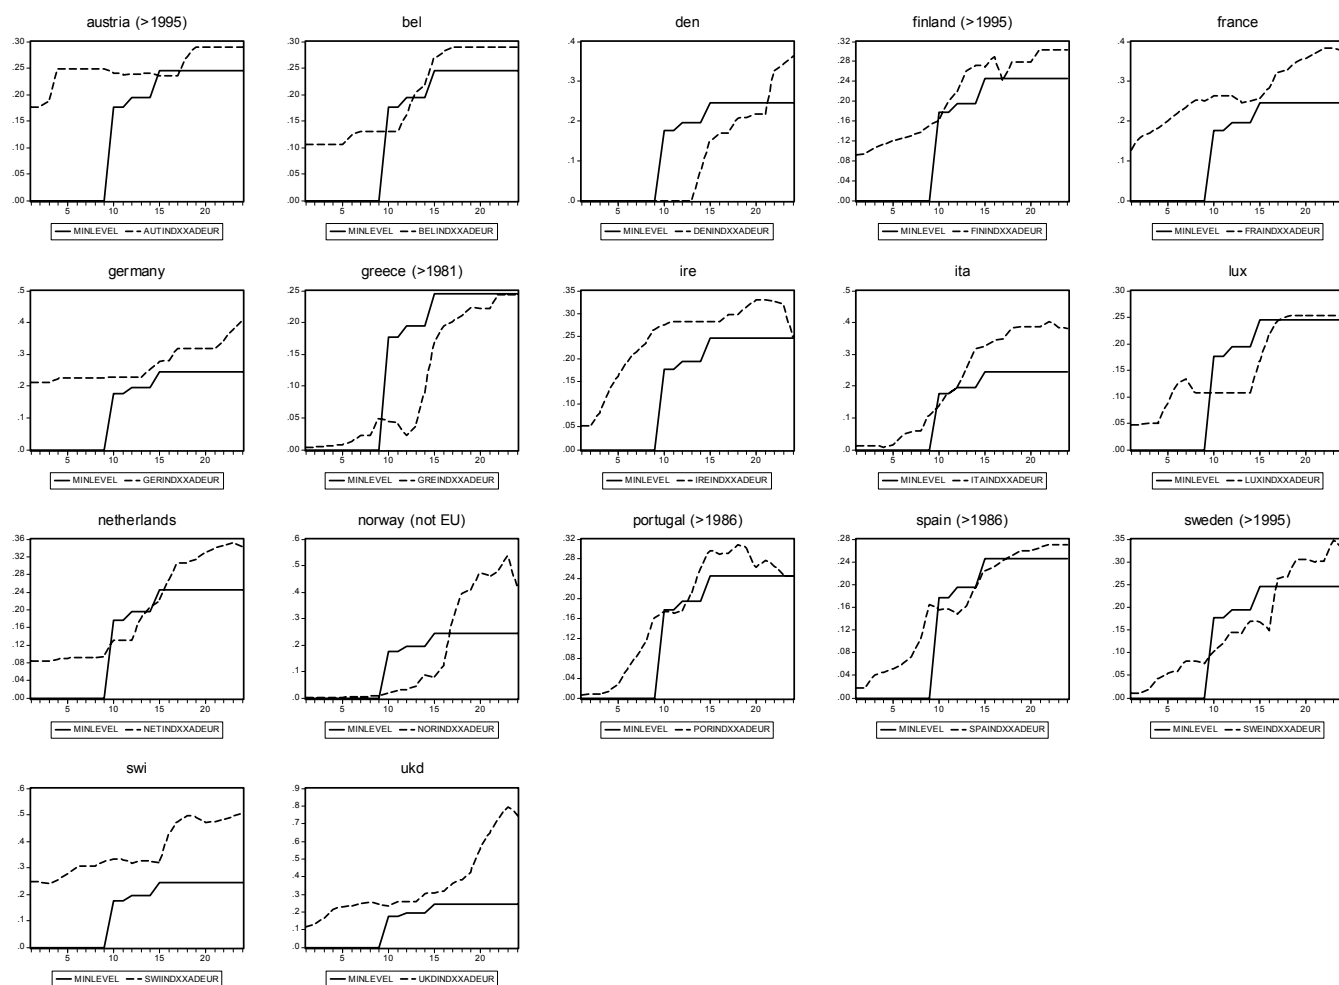 austria (>1995)
.30
.25
.20
.15
.10
.05
.00
5 10 15 20
MINLEVEL AUTINDXXADEUR
bel
.30
.25
.20
.15
.10
.05
.00
5 10 15 20
MINLEVEL BELINDXXADEUR
den
.4
.3
.2
.1
.0
5 10 15 20
MINLEVEL DENINDXXADEUR
finland (>1995)
.32
.28
.24
.20
.16
.12
.08
.04
.00
5 10 15 20
MINLEVEL FININDXXADEUR
france
.4
.3
.2
.1
.0
5 10 15 20
MINLEVEL FRAINDXXADEUR
germany
.5
.4
.3
.2
.1
.0
5 10 15 20
MINLEVEL GERINDXXADEUR
greece (>1981)
.25
.20
.15
.10
.05
.00
5 10 15 20
MINLEVEL GREINDXXADEUR
ire
.35
.30
.25
.20
.15
.10
.05
.00
5 10 15 20
MINLEVEL IREINDXXADEUR
ita
.5
.4
.3
.2
.1
.0
5 10 15 20
MINLEVEL ITAINDXXADEUR
lux
.30
.25
.20
.15
.10
.05
.00
5 10 15 20
MINLEVEL LUXINDXXADEUR
netherlands
.36
.32
.28
.24
.20
.16
.12
.08
.04
.00
5 10 15 20
MINLEVEL NETINDXXADEUR
norway (not EU)
.6
.5
.4
.3
.2
.1
.0
5 10 15 20
MINLEVEL NORINDXXADEUR
portugal (>1986)
.32
.28
.24
.20
.16
.12
.08
.04
.00
5 10 15 20
MINLEVEL PORINDXXADEUR
spain (>1986)
.28
.24
.20
.16
.12
.08
.04
.00
5 10 15 20
MINLEVEL SPAINDXXADEUR
sweden (>1995)
.35
.30
.25
.20
.15
.10
.05
.00
5 10 15 20
MINLEVEL SWEINDXXADEUR
swi
.6
.5
.4
.3
.2
.1
.0
5 10 15 20
MINLEVEL SWIINDXXADEUR
ukd
.9
.8
.7
.6
.5
.4
.3
.2
.1
.0
5 10 15 20
MINLEVEL UKDINDXXADEUR